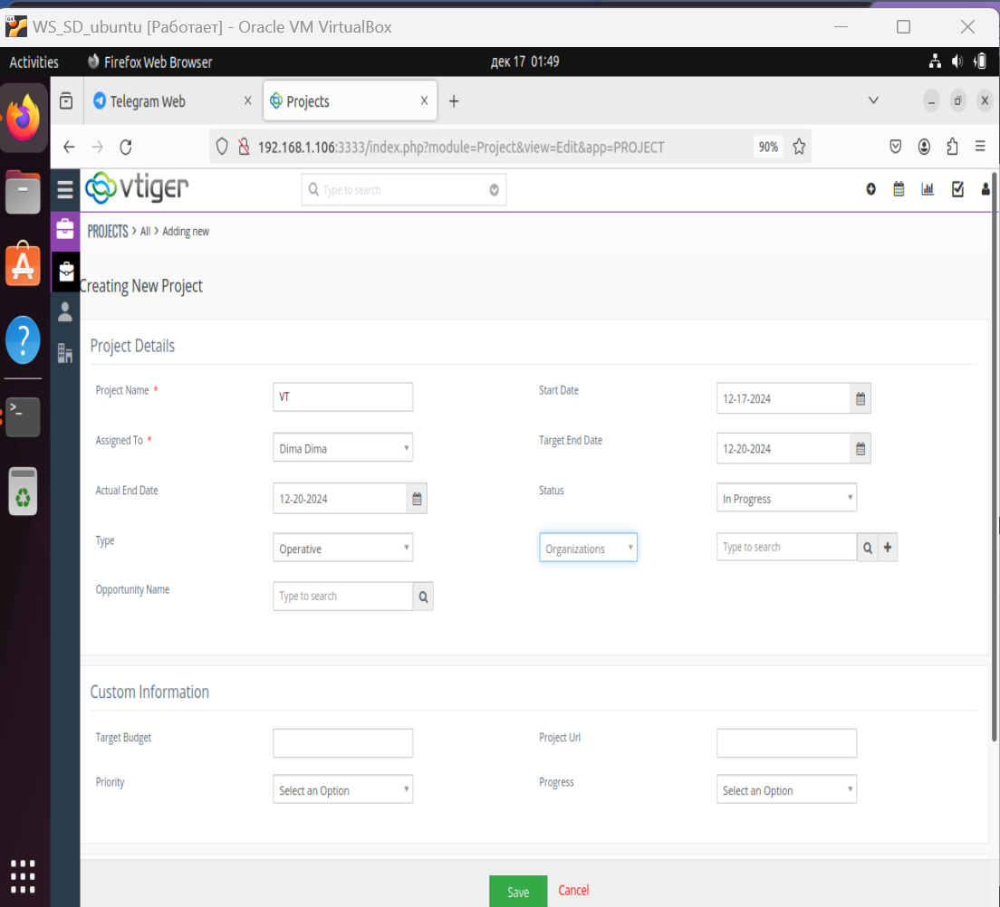 WS_SD_ubuntu [Работает] - Oracle VM VirtualBox
Activities Firefox Web Browser дек 17 01:49
Telegram Web Projects
192.168.1.106:3333/index.php?module=Project&view=Edit&app=PROJECT 90%
vtiger Type to search
PROJECTS > All > Adding new
Creating New Project
Project Details
Project Name * VT Start Date 12-17-2024
Assigned To * Dima Dima Target End Date 12-20-2024
Actual End Date 12-20-2024 Status In Progress
Type Operative Organizations Type to search
Opportunity Name Type to search
Custom Information
Target Budget Project Url
Priority Select an Option Progress Select an Option
Save Cancel